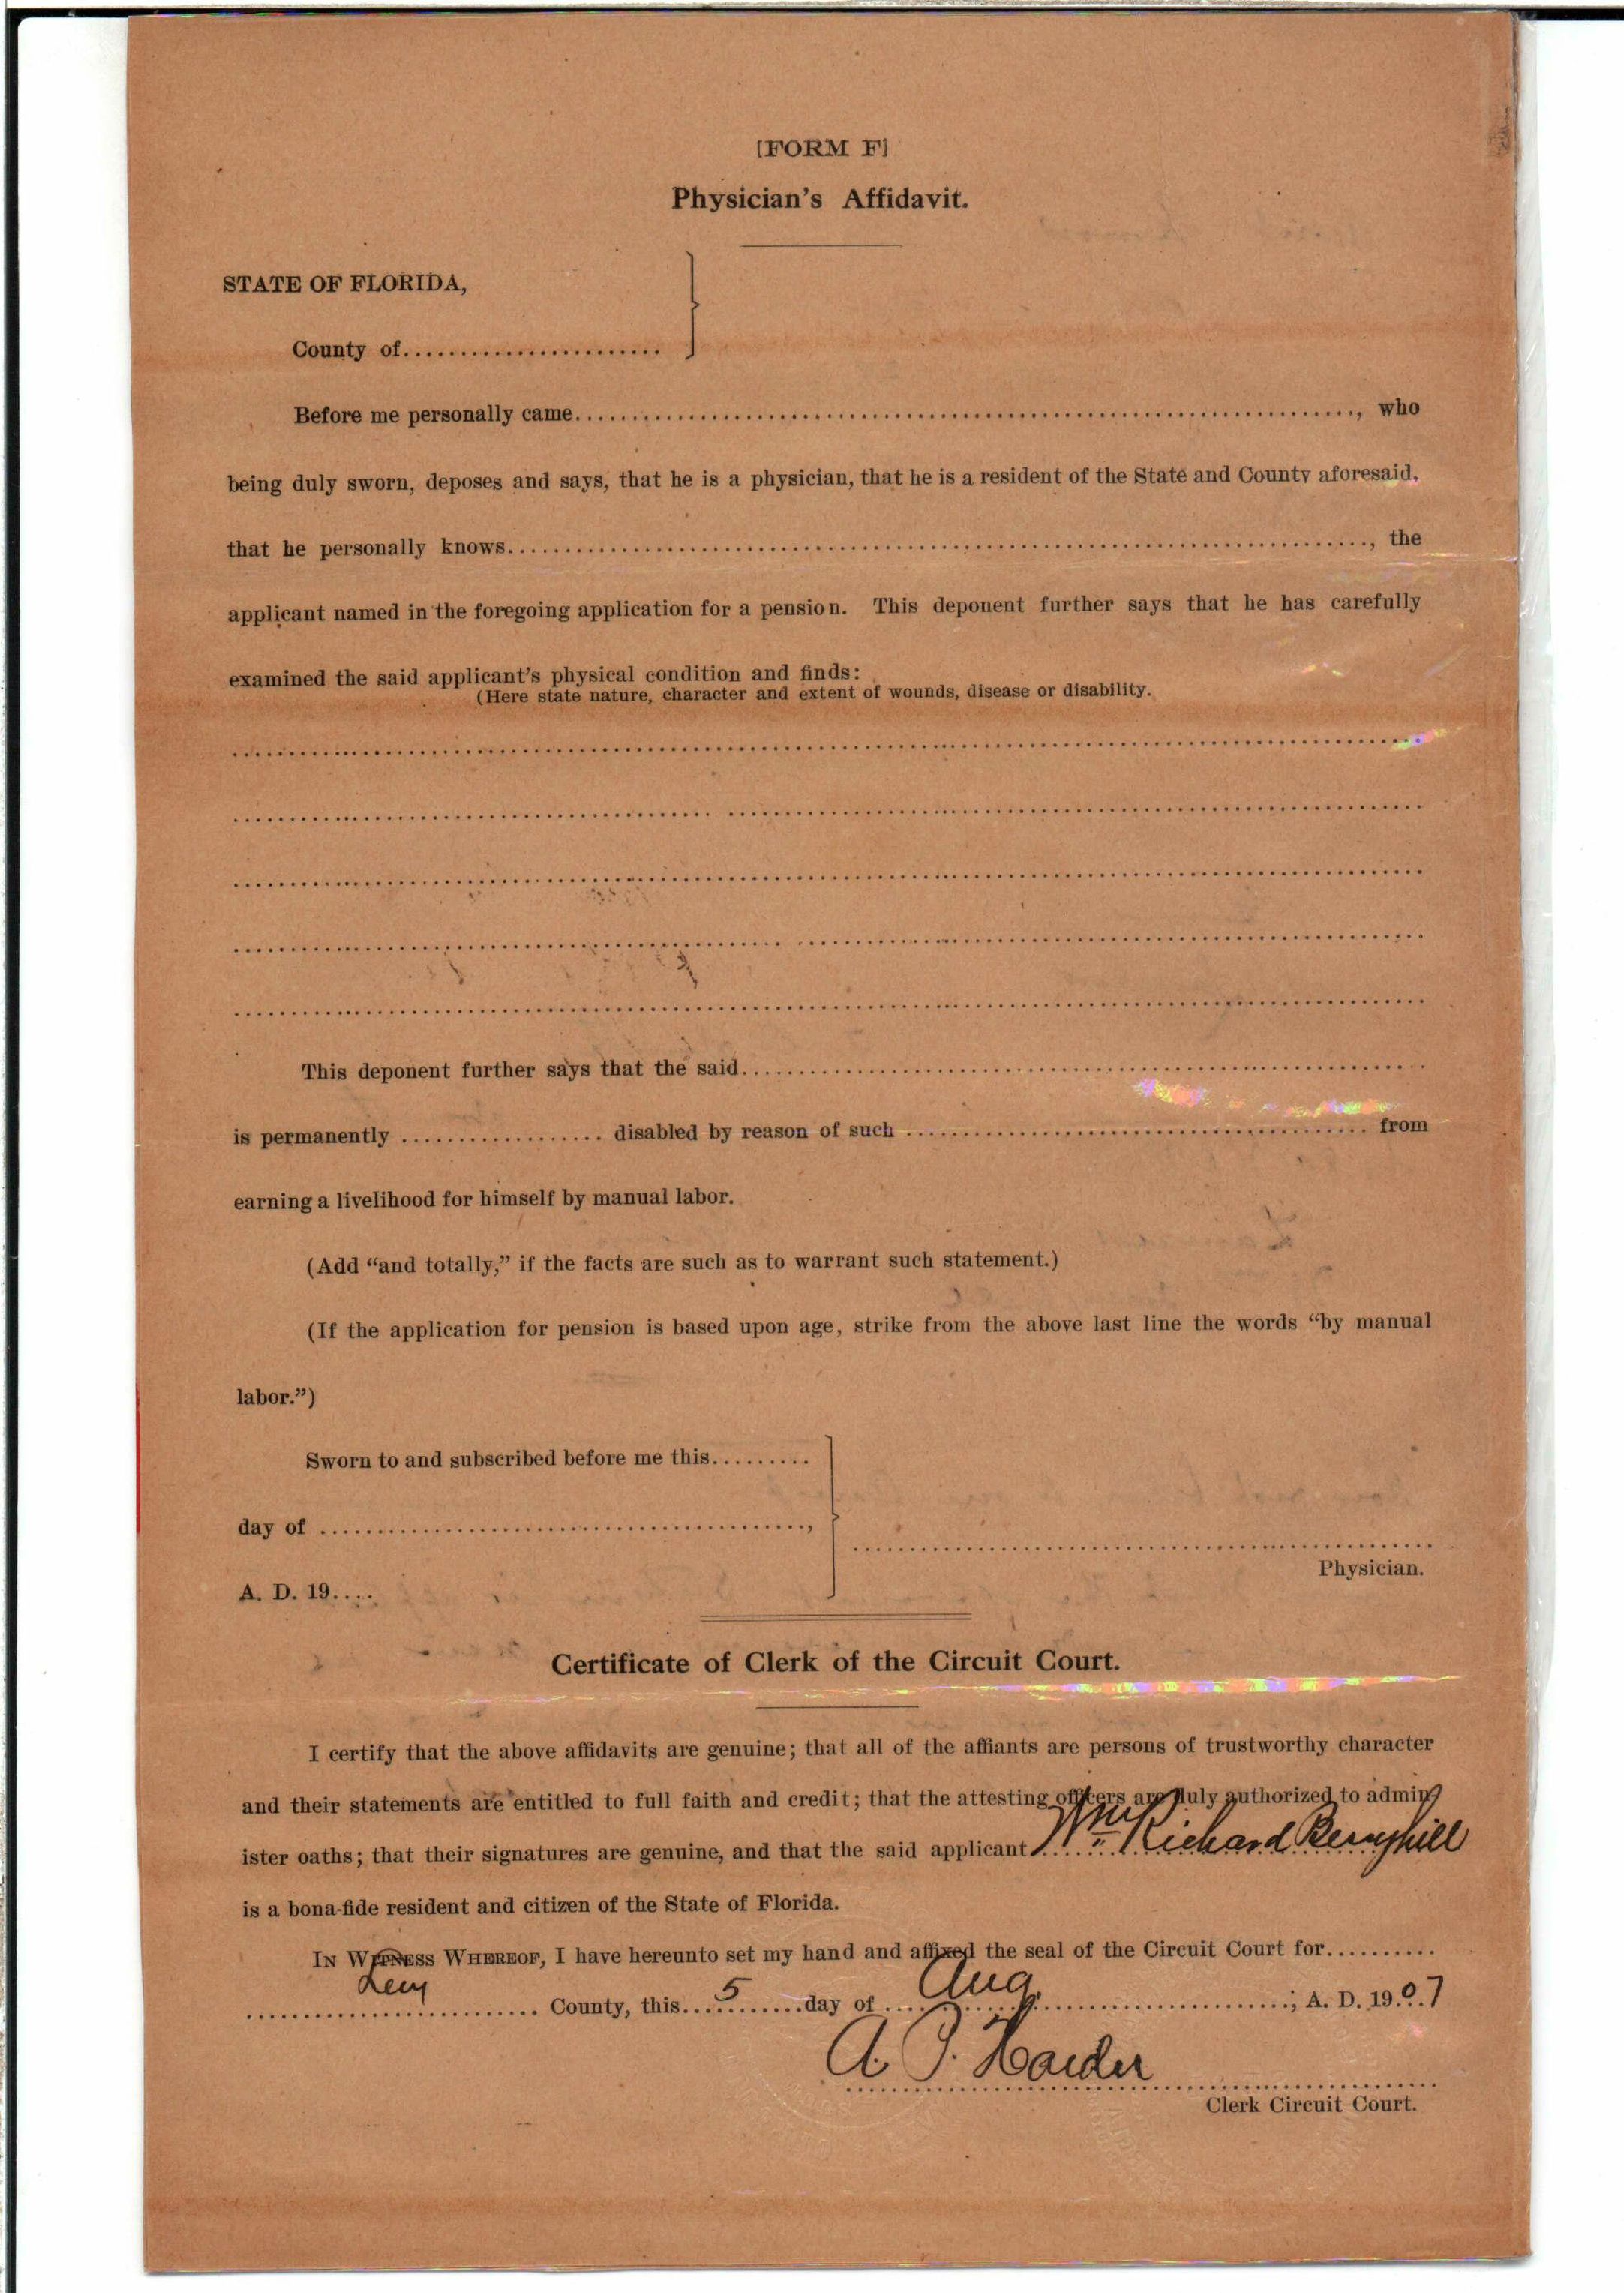 [FORM F]
Physician's Affidavit.
STATE OF FLORIDA,
County of......................
Before me personally came...................................................................., who
being duly sworn, deposes and says, that he is a physician, that he is a resident of the State and County aforesaid,
that he personally knows..........................................................................., the
applicant named in the foregoing application for a pension. This deponent further says that he has carefully
examined the said applicant's physical condition and finds:
(Here state nature, character and extent of wounds, disease or disability.
This deponent further says that the said...........................................................
is permanently .................. disabled by reason of such ........................................ from
earning a livelihood for himself by manual labor.
(Add “and totally,” if the facts are such as to warrant such statement.)
(If the application for pension is based upon age, strike from the above last line the words “by manual
labor.”)
Sworn to and subscribed before me this.........
day of ..........................................,
A. D. 19....
Physician.
Certificate of Clerk of the Circuit Court.
I certify that the above affidavits are genuine; that all of the affiants are persons of trustworthy character
and their statements are entitled to full faith and credit; that the attesting officers are duly authorized to admin-
ister oaths; that their signatures are genuine, and that the said applicant Wm Richard Berryhill
is a bona-fide resident and citizen of the State of Florida.
IN WITNESS WHEREOF, I have hereunto set my hand and affixed the seal of the Circuit Court for..........
Levy County, this 5 day of Aug. , A. D. 1907
A. P. Hardee
Clerk Circuit Court.